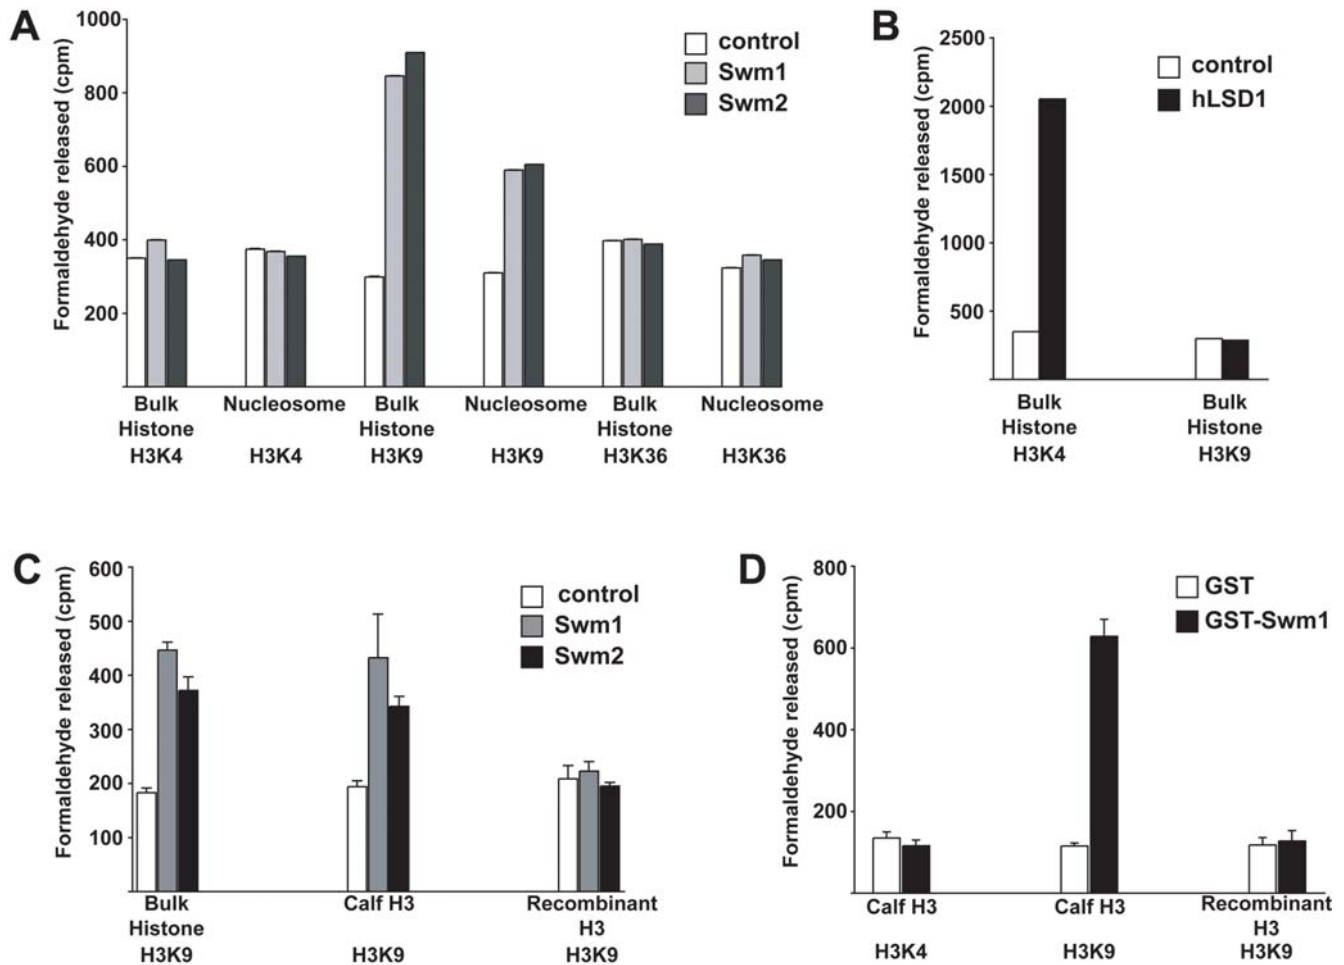 A
Formaldehyde released (cpm)
1000
800
600
400
200
control
Swm1
Swm2
Bulk Histone H3K4
Nucleosome H3K4
Bulk Histone H3K9
Nucleosome H3K9
Bulk Histone H3K36
Nucleosome H3K36
B
Formaldehyde released (cpm)
2500
2000
1500
1000
500
control
hLSD1
Bulk Histone H3K4
Bulk Histone H3K9
C
Formaldehyde released (cpm)
600
500
400
300
200
100
control
Swm1
Swm2
Bulk Histone H3K9
Calf H3 H3K9
Recombinant H3 H3K9
D
Formaldehyde released (cpm)
800
600
400
200
GST
GST-Swm1
Calf H3 H3K4
Calf H3 H3K9
Recombinant H3 H3K9